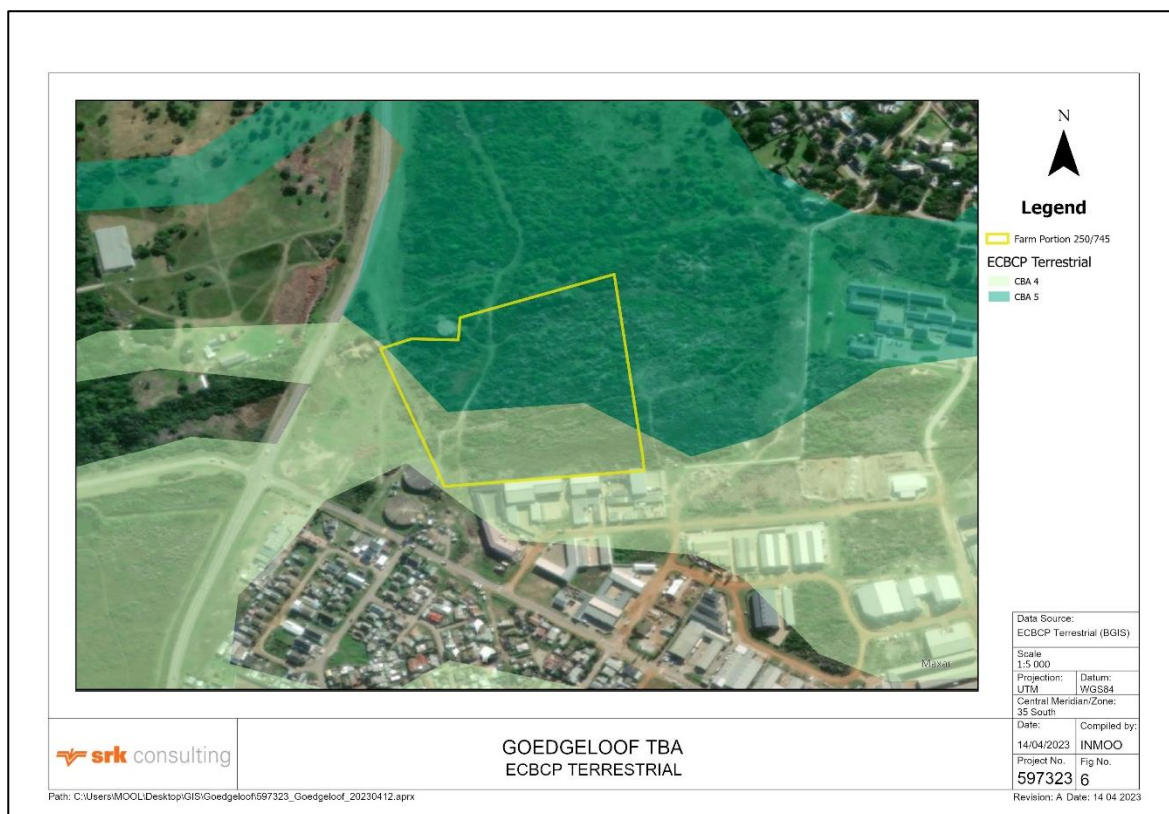 N
Legend
Farm Portion 250/745
ECBCP Terrestrial
CBA 4
CBA 5
Maxar
Data Source:
ECBCP Terrestrial (BGIS)
Scale
1:5 000
Projection: Datum:
UTM WGS84
Central Meridian/Zone:
35 South
Date: Compiled by:
14/04/2023 INMOO
Project No. Fig No.
597323 6
srk consulting
GOEDGELOOF TBA
ECBCP TERRESTRIAL
Path: C:\Users\MOOL\Desktop\GIS\Goedgeloof\597323_Goedgeloof_20230412.aprx
Revision: A Date: 14 04 2023